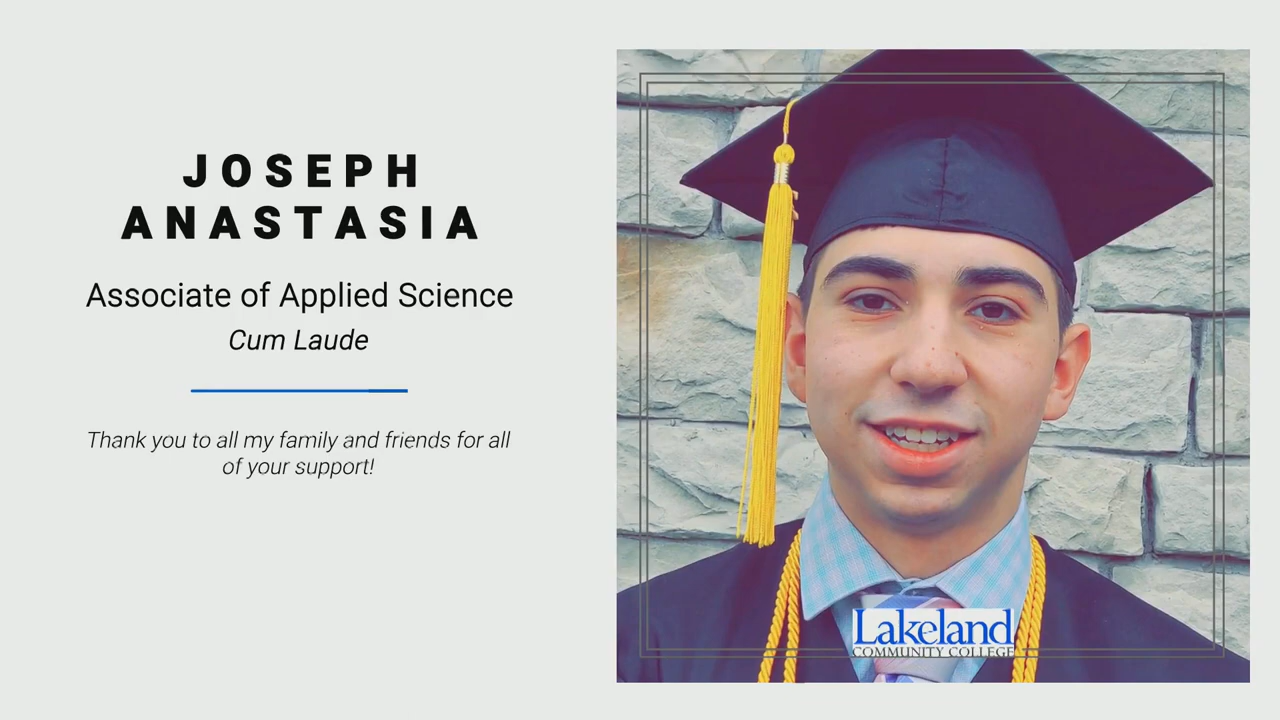 JOSEPH
ANASTASIA
Associate of Applied Science
Cum Laude
Thank you to all my family and friends for all
of your support!
Lakeland
COMMUNITY COLLEGE